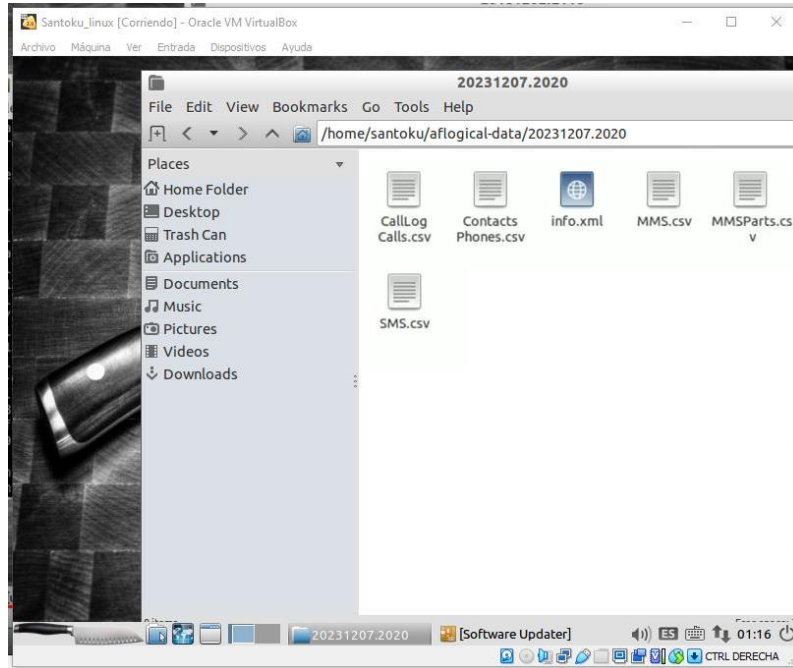 Santoku_linux [Corriendo] - Oracle VM VirtualBox
Archivo Máquina Ver Entrada Dispositivos Ayuda
20231207.2020
File Edit View Bookmarks Go Tools Help
/home/santoku/aflogical-data/20231207.2020
Places
Home Folder
Desktop
Trash Can
Applications
Documents
Music
Pictures
Videos
Downloads
CallLog
Calls.csv
Contacts
Phones.csv
info.xml
MMS.csv
MMSParts.cs
v
SMS.csv
20231207.2020
[Software Updater]
ES
01:16
CTRL DERECHA